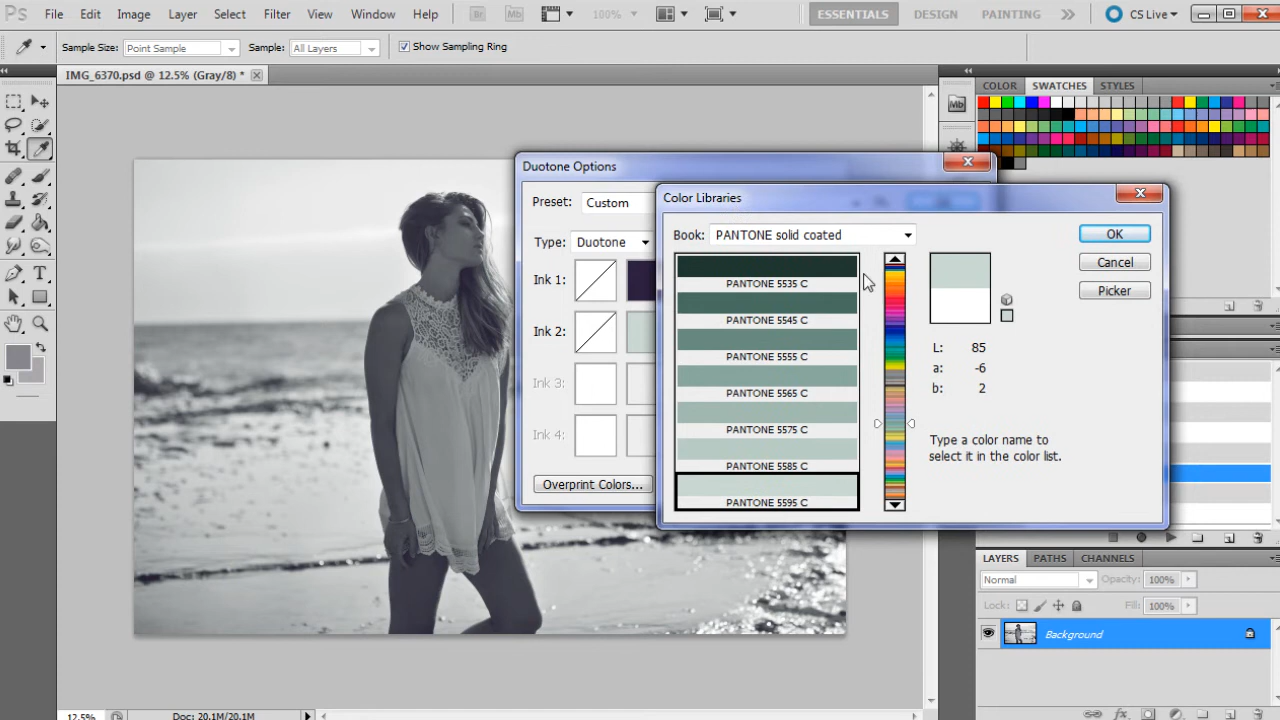 Ps File Edit Image Layer Select Filter View Window Help Br Mb 100% ESSENTIALS DESIGN PAINTING CS Live
Sample Size: Point Sample Sample: All Layers Show Sampling Ring
IMG_6370.psd @ 12.5% (Gray/8) *
Mb
COLOR SWATCHES STYLES
Duotone Options
Preset: Custom
Type: Duotone
Ink 1:
Ink 2:
Ink 3:
Ink 4:
Overprint Colors...
Color Libraries
Book: PANTONE solid coated
PANTONE 5535 C
PANTONE 5545 C
PANTONE 5555 C
PANTONE 5565 C
PANTONE 5575 C
PANTONE 5585 C
PANTONE 5595 C
OK
Cancel
Picker
L: 85
a: -6
b: 2
Type a color name to
select it in the color list.
LAYERS PATHS CHANNELS
Normal Opacity: 100%
Lock: Fill: 100%
Background
fx
12.5% Doc: 20.1M/20.1M